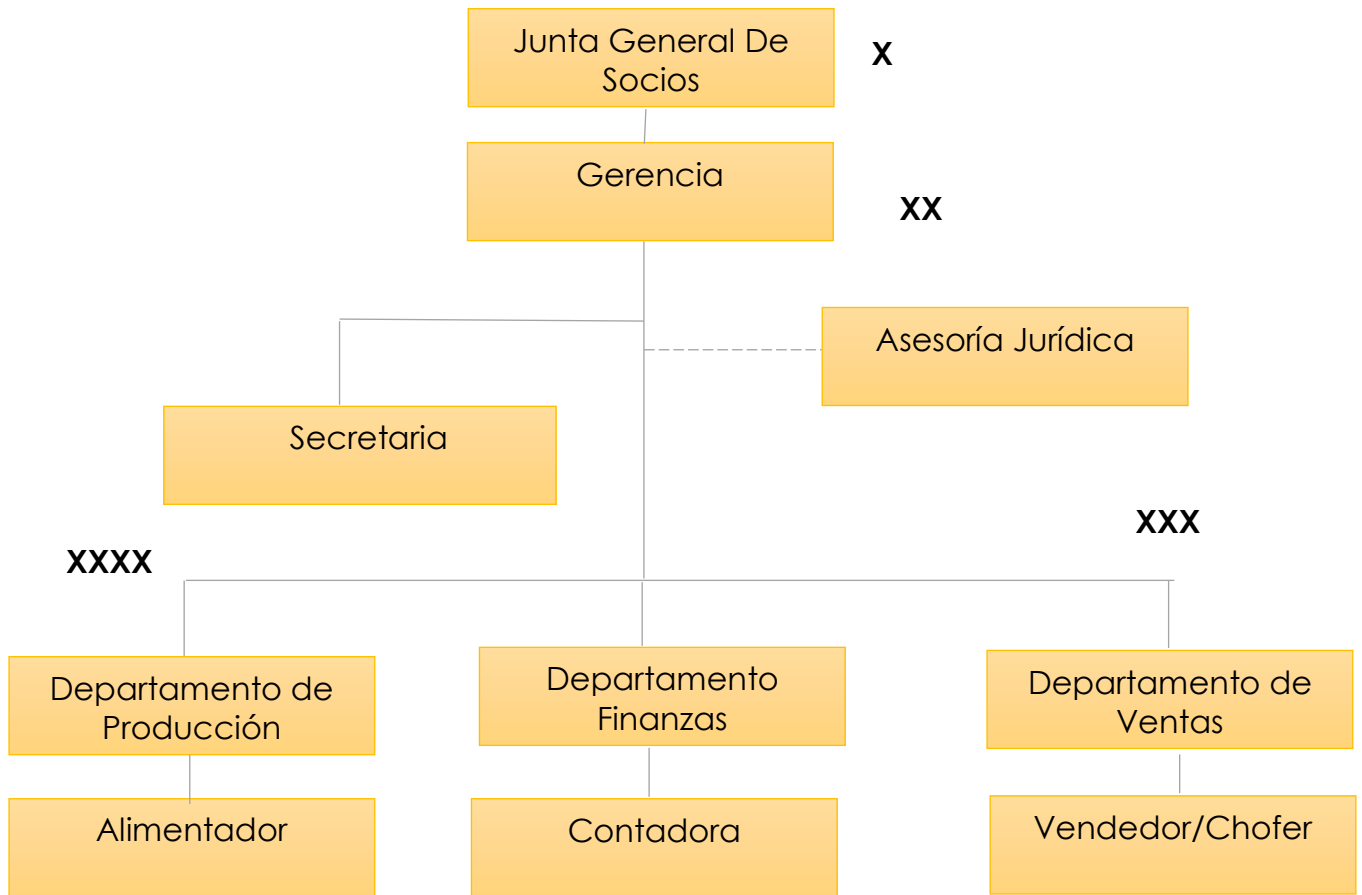 Junta General De
Socios
X
Gerencia
XX
Asesoría Jurídica
Secretaria
XXX
XXXX
Departamento de
Producción
Departamento
Finanzas
Departamento de
Ventas
Alimentador
Contadora
Vendedor/Chofer